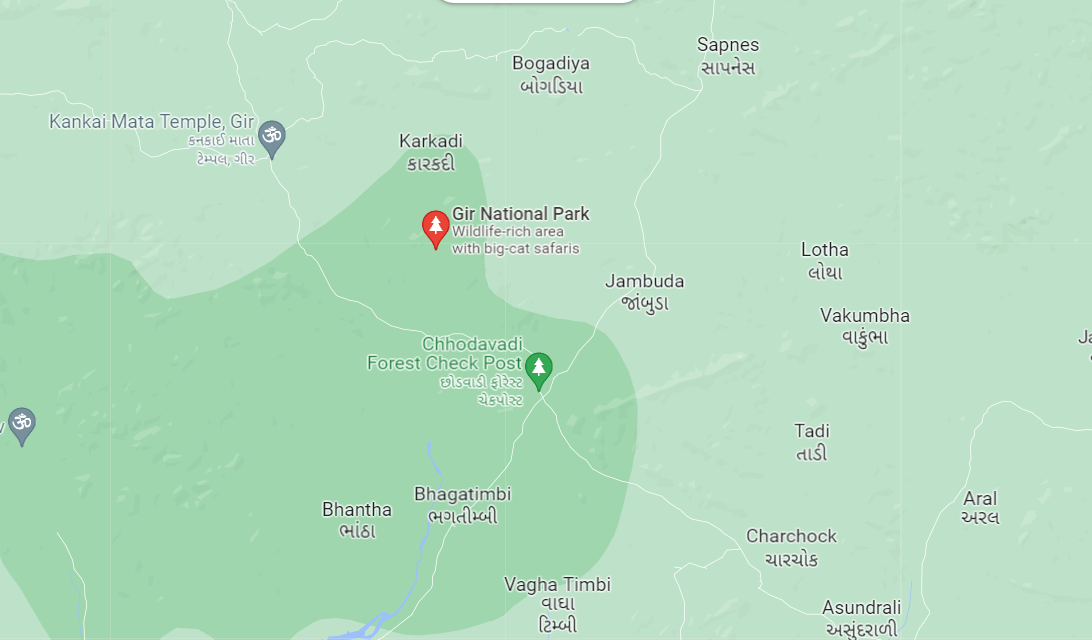 Sapnes
સાપનેસ
Bogadiya
બોગડિયા
Kankai Mata Temple, Gir
કનકાઈ માતા
ટેમ્પલ, ગીર
Karkadi
કારકદી
Gir National Park
Wildlife-rich area
with big-cat safaris
Lotha
લોથા
Jambuda
જાંબુડા
Vakumbha
વાકુંભા
Chhodavadi
Forest Check Post
છોડવાડી ફોરેસ્ટ
ચેકપોસ્ટ
Tadi
તાડી
Bhagatimbi
ભગતીમ્બી
Bhantha
ભાંઠા
Aral
અરલ
Charchock
ચારચોક
Vagha Timbi
વાઘા
ટિમ્બી
Asundrali
અસુંદરાળી